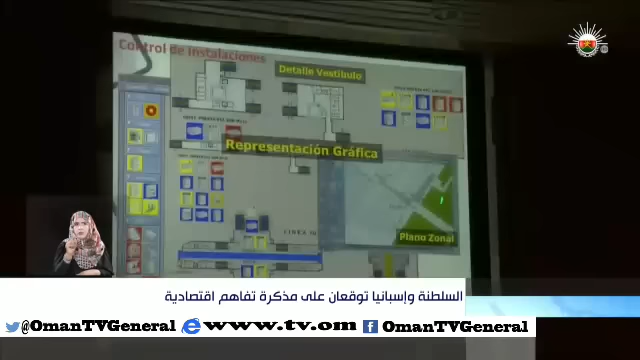 Control de Instalaciones
Detalle Vestíbulo
Representación Gráfica
Plano Zonal
السلطنة وإسبانيا توقعان على مذكرة تفاهم اقتصادية
@OmanTVGeneral www.tv.om OmanTVGeneral